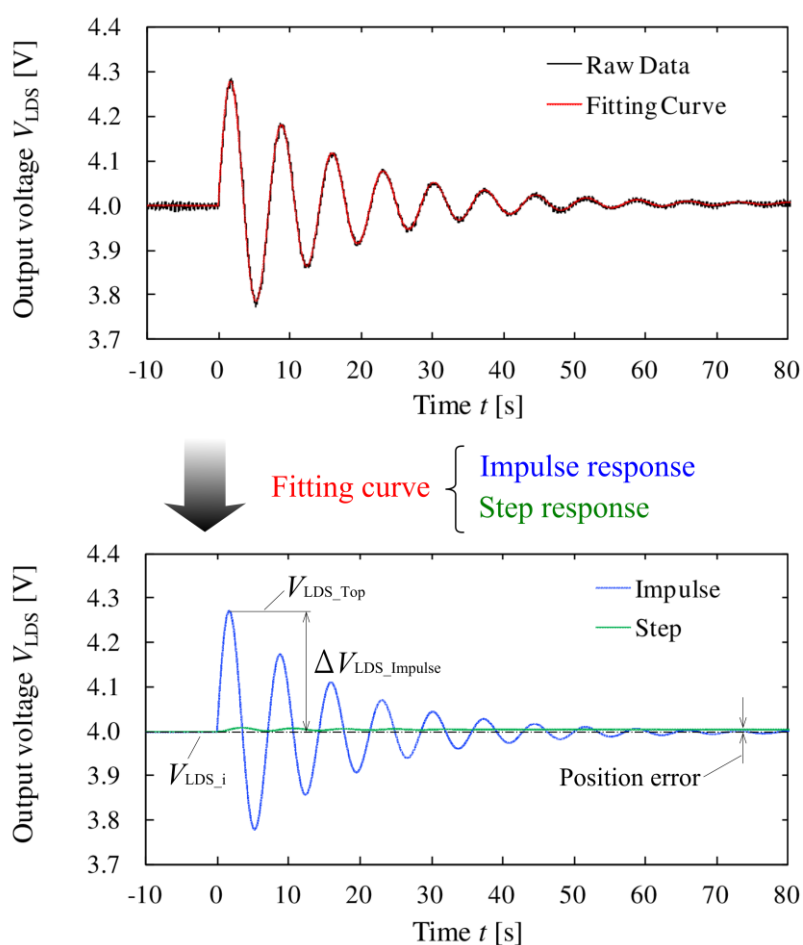 Output voltage VLDS [V]
4.4
4.3
4.2
4.1
4.0
3.9
3.8
3.7
Raw Data
Fitting Curve
-10 0 10 20 30 40 50 60 70 80
Time t [s]
Fitting curve
Impulse response
Step response
Output voltage VLDS [V]
4.4
4.3
4.2
4.1
4.0
3.9
3.8
3.7
VLDS_Top
ΔVLDS_Impulse
VLDS_i
Impulse
Step
Position error
-10 0 10 20 30 40 50 60 70 80
Time t [s]